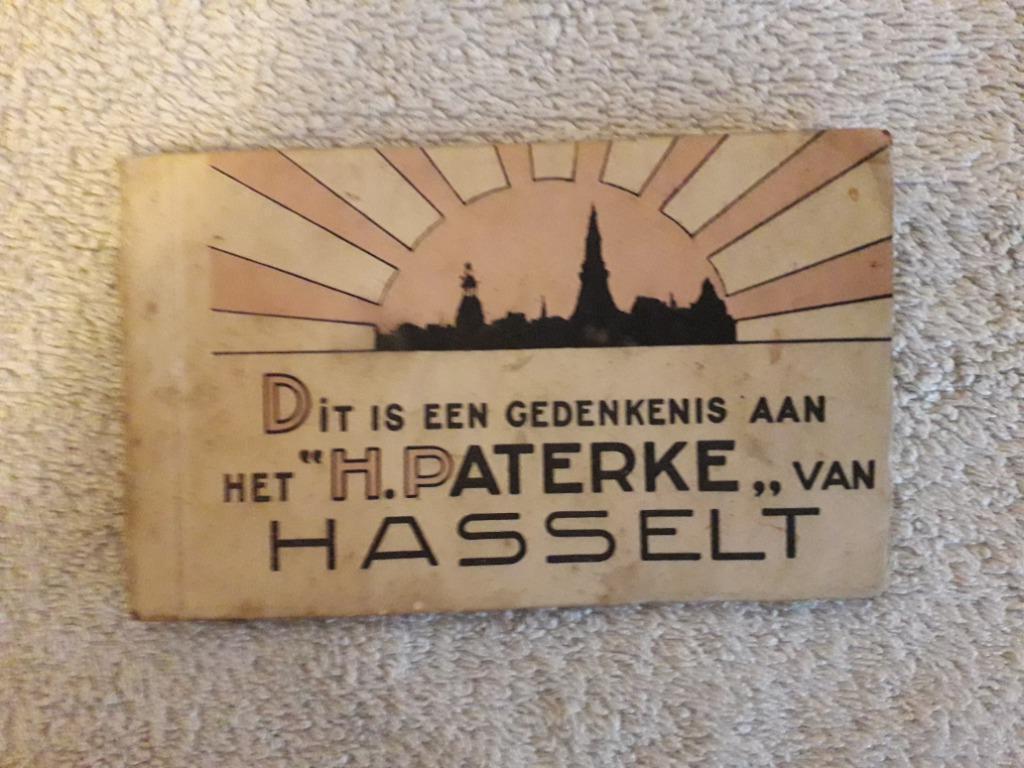 DiT IS EEN GEDENKENIS AAN
HET "H.PATERKE„ VAN
HASSELT